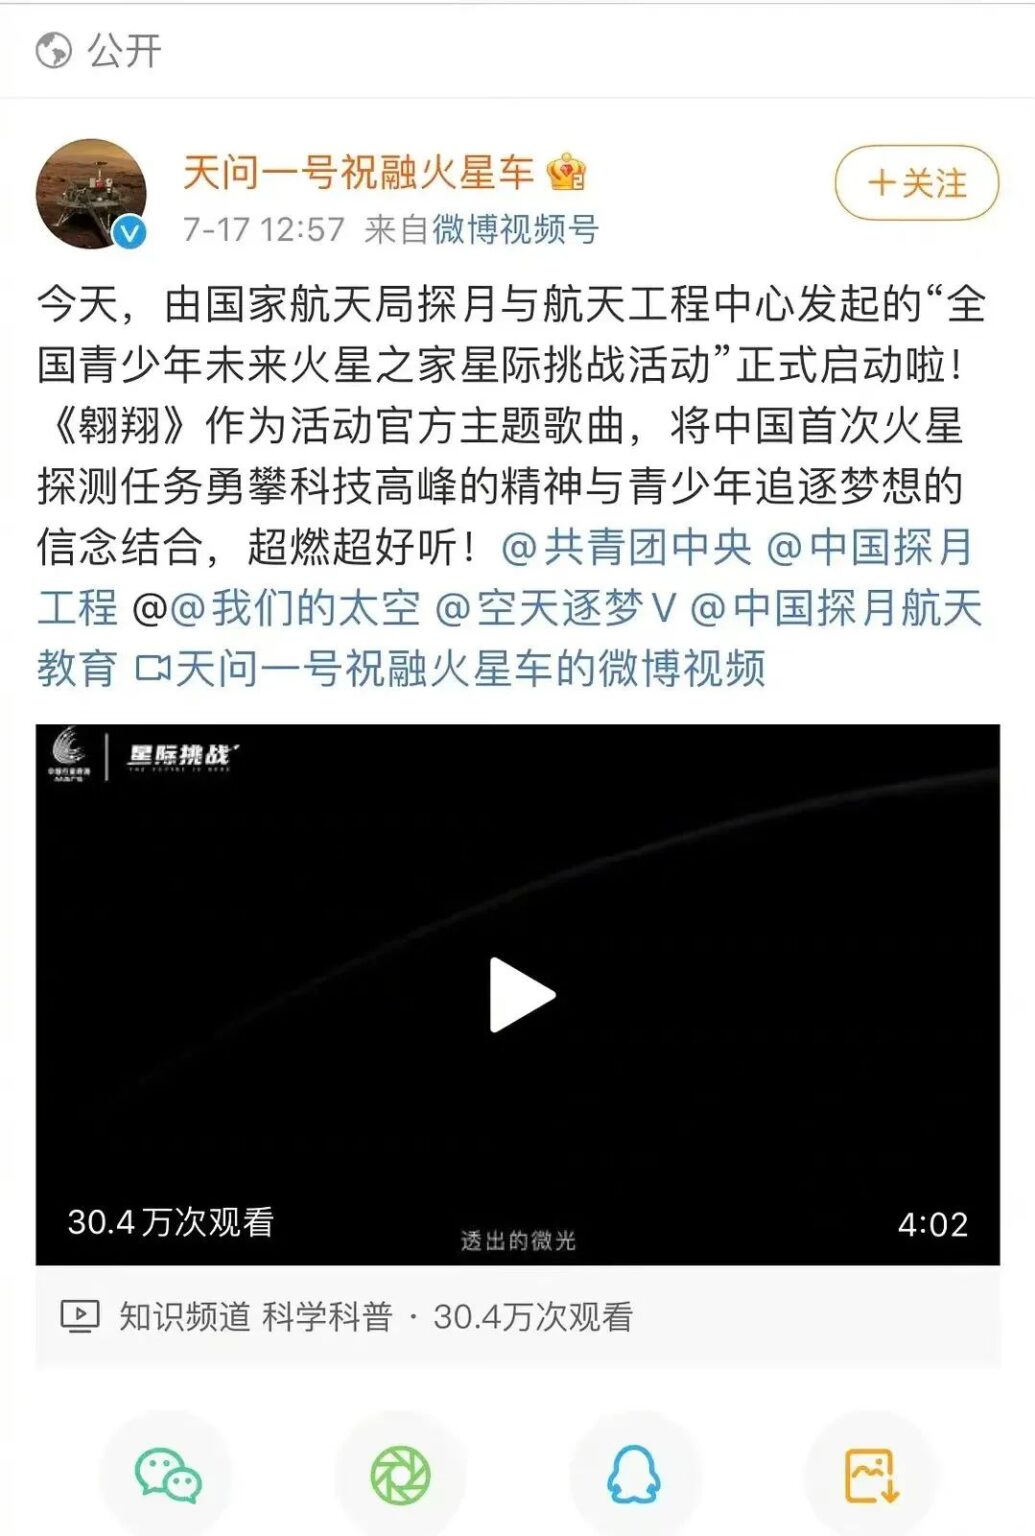 公开
天问一号祝融火星车
+关注
7-17 12:57 来自微博视频号
今天，由国家航天局探月与航天工程中心发起的“全
国青少年未来火星之家星际挑战活动”正式启动啦！
《翱翔》作为活动官方主题歌曲，将中国首次火星
探测任务勇攀科技高峰的精神与青少年追逐梦想的
信念结合，超燃超好听！@共青团中央 @中国探月
工程 @@我们的太空 @空天逐梦V @中国探月航天
教育 天问一号祝融火星车的微博视频
星际挑战
30.4万次观看
透出的微光
4:02
知识频道 科学科普 · 30.4万次观看